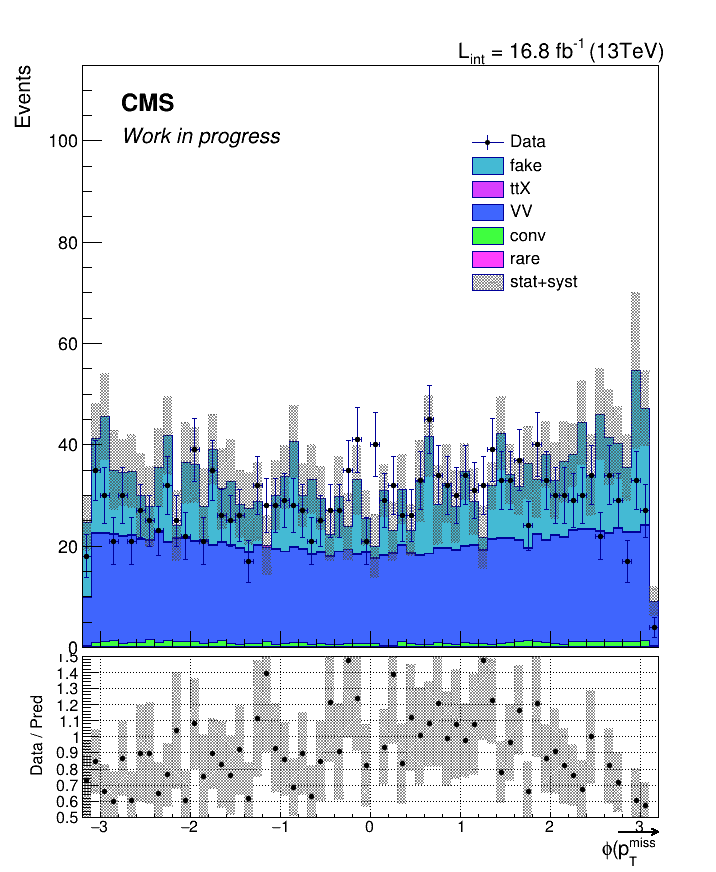 L_int = 16.8 fb^-1 (13TeV)
Events
CMS
Work in progress
100
80
60
40
20
0
Data
fake
ttX
VV
conv
rare
stat+syst
Data / Pred
1.5
1.4
1.3
1.2
1.1
1
0.9
0.8
0.7
0.6
0.5
−3 −2 −1 0 1 2 3
ϕ(p_T^miss